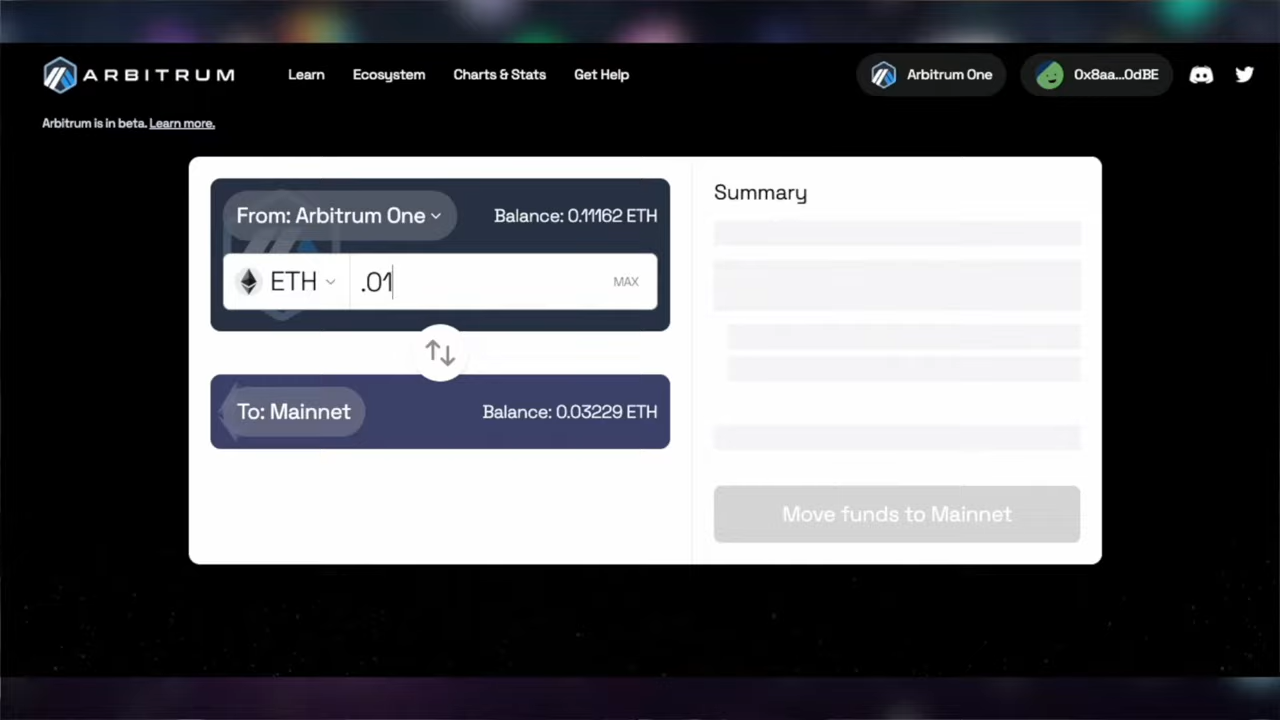 ARBITRUM Learn Ecosystem Charts & Stats Get Help Arbitrum One 0x8aa...0dBE
Arbitrum is in beta. Learn more.
From: Arbitrum One Balance: 0.11162 ETH
ETH .01 MAX
To: Mainnet Balance: 0.03229 ETH
Summary
Move funds to Mainnet